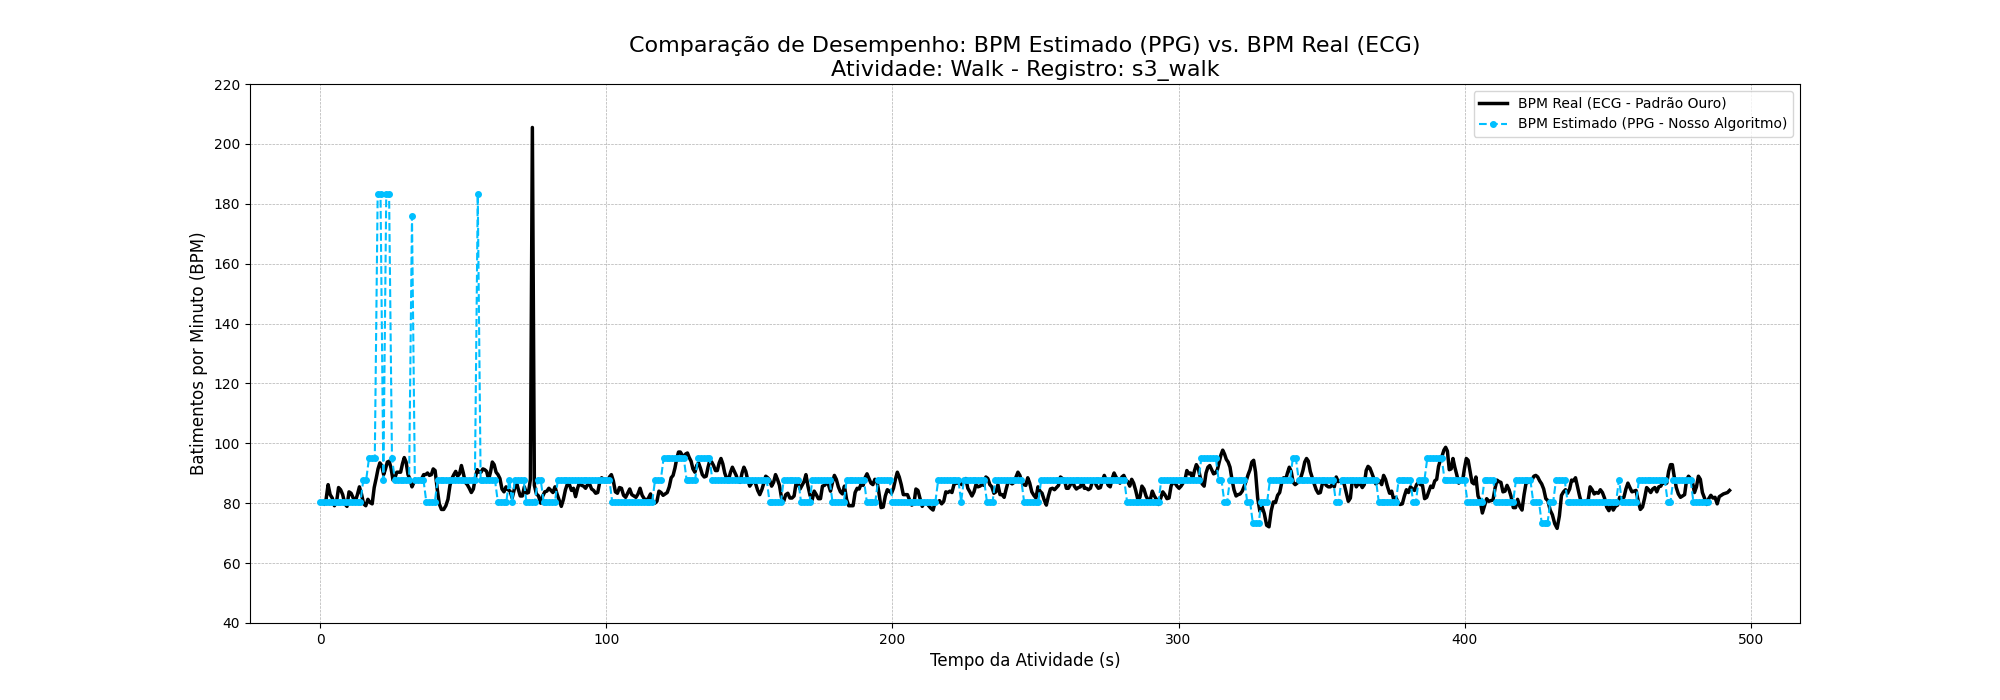 Comparação de Desempenho: BPM Estimado (PPG) vs. BPM Real (ECG)
Atividade: Walk - Registro: s3_walk
BPM Real (ECG - Padrão Ouro)
BPM Estimado (PPG - Nosso Algoritmo)
Batimentos por Minuto (BPM)
220
200
180
160
140
120
100
80
60
40
0 100 200 300 400 500
Tempo da Atividade (s)